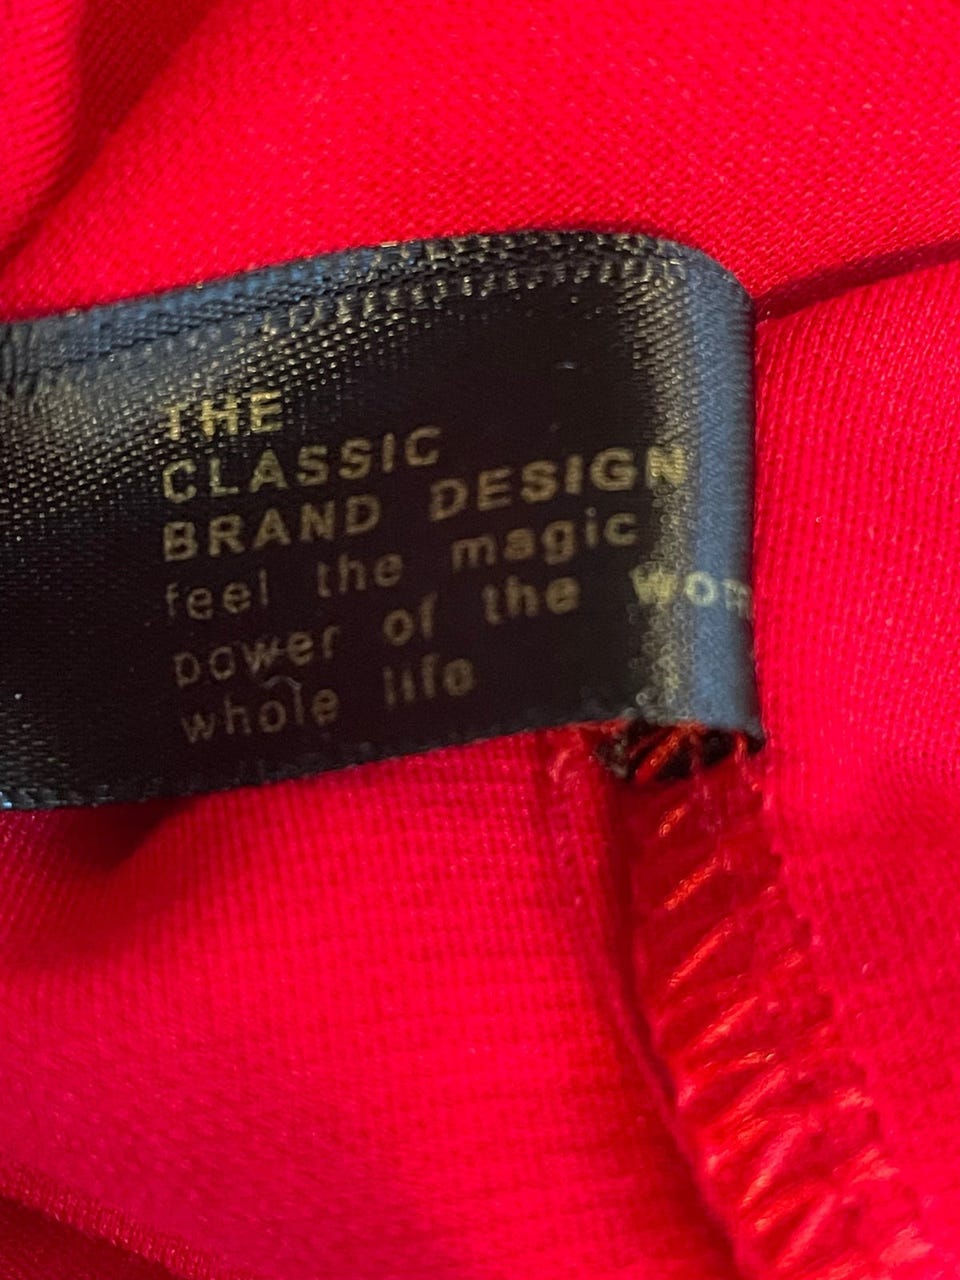 THE
CLASSIC
BRAND DESIGN
feel the magic
power of the
whole life